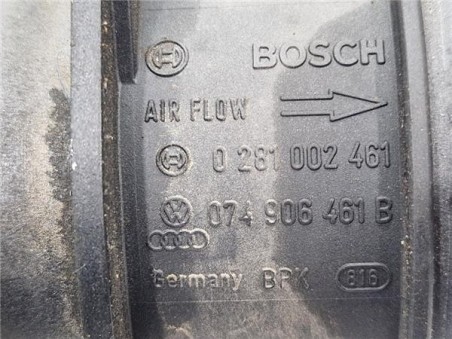 BOSCH
AIR FLOW
0 281 002 461
074 906 461 B
Germany BPK 816